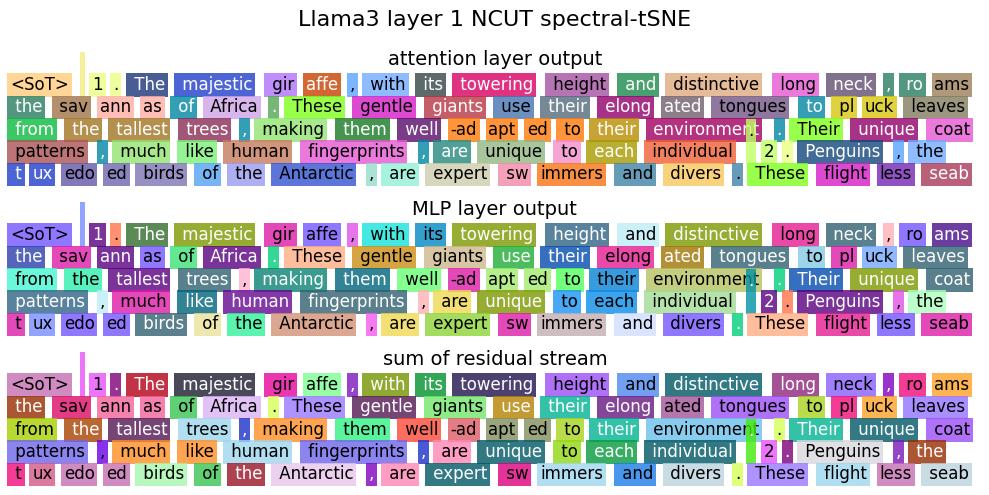 Llama3 layer 1 NCUT spectral-tSNE
attention layer output
<SoT> 1 . The majestic gir affe , with its towering height and distinctive long neck , ro ams
the sav ann as of Africa . These gentle giants use their elong ated tongues to pl uck leaves
from the tallest trees , making them well -ad apt ed to their environment . Their unique coat
patterns , much like human fingerprints , are unique to each individual 2 . Penguins , the
t ux edo ed birds of the Antarctic , are expert sw immers and divers . These flight less seab
MLP layer output
<SoT> 1 . The majestic gir affe , with its towering height and distinctive long neck , ro ams
the sav ann as of Africa . These gentle giants use their elong ated tongues to pl uck leaves
from the tallest trees , making them well -ad apt ed to their environment . Their unique coat
patterns , much like human fingerprints , are unique to each individual 2 . Penguins , the
t ux edo ed birds of the Antarctic , are expert sw immers and divers . These flight less seab
sum of residual stream
<SoT> 1 . The majestic gir affe , with its towering height and distinctive long neck , ro ams
the sav ann as of Africa . These gentle giants use their elong ated tongues to pl uck leaves
from the tallest trees , making them well -ad apt ed to their environment . Their unique coat
patterns , much like human fingerprints , are unique to each individual 2 . Penguins , the
t ux edo ed birds of the Antarctic , are expert sw immers and divers . These flight less seab